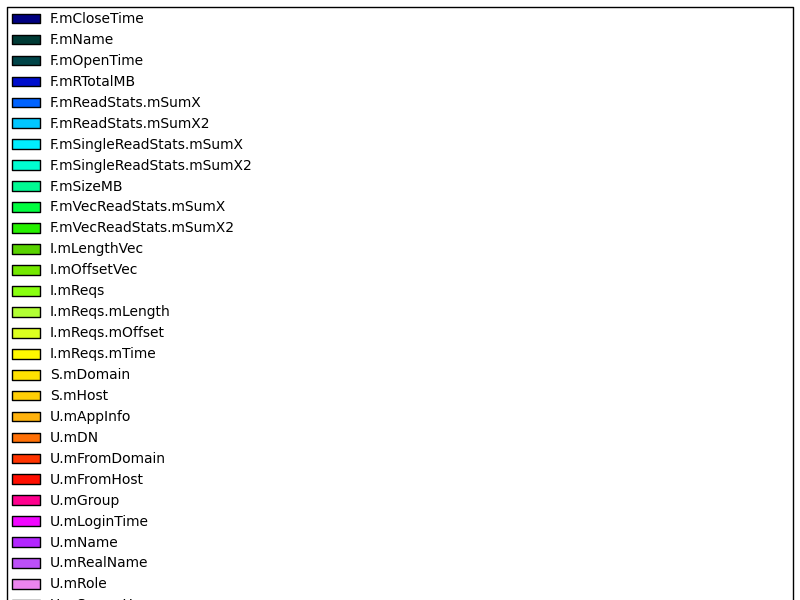 F.mCloseTime
F.mName
F.mOpenTime
F.mRTotalMB
F.mReadStats.mSumX
F.mReadStats.mSumX2
F.mSingleReadStats.mSumX
F.mSingleReadStats.mSumX2
F.mSizeMB
F.mVecReadStats.mSumX
F.mVecReadStats.mSumX2
I.mLengthVec
I.mOffsetVec
I.mReqs
I.mReqs.mLength
I.mReqs.mOffset
I.mReqs.mTime
S.mDomain
S.mHost
U.mAppInfo
U.mDN
U.mFromDomain
U.mFromHost
U.mGroup
U.mLoginTime
U.mName
U.mRealName
U.mRole